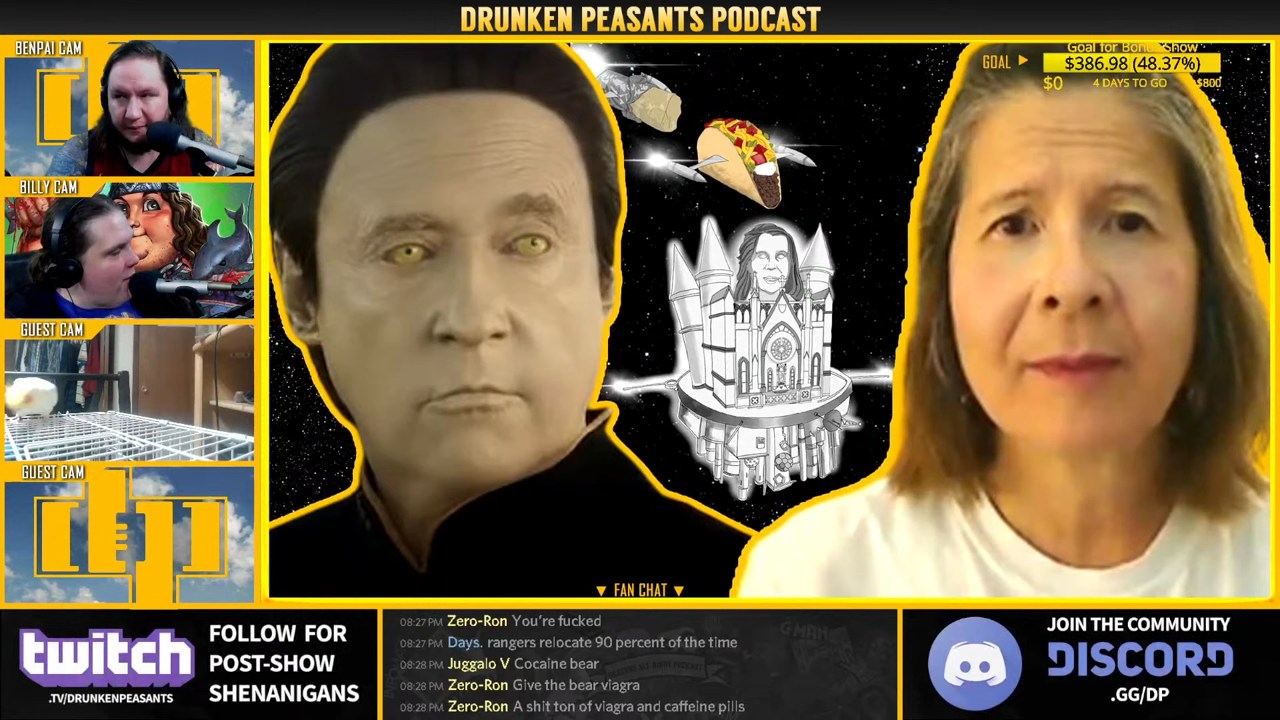 DRUNKEN PEASANTS PODCAST
BENPAI CAM
BILLY CAM
GUEST CAM
GUEST CAM
Goal for Bonus Show
GOAL ▶ $386.98 (48.37%)
$0 4 DAYS TO GO $800
▼ FAN CHAT ▼
twitch
.TV/DRUNKENPEASANTS
FOLLOW FOR
POST-SHOW
SHENANIGANS
08:27 PM Zero-Ron You're fucked
08:27 PM Days. rangers relocate 90 percent of the time
08:28 PM Juggalo V Cocaine bear
08:28 PM Zero-Ron Give the bear viagra
08:28 PM Zero-Ron A shit ton of viagra and caffeine pills
JOIN THE COMMUNITY
DISCORD
.GG/DP